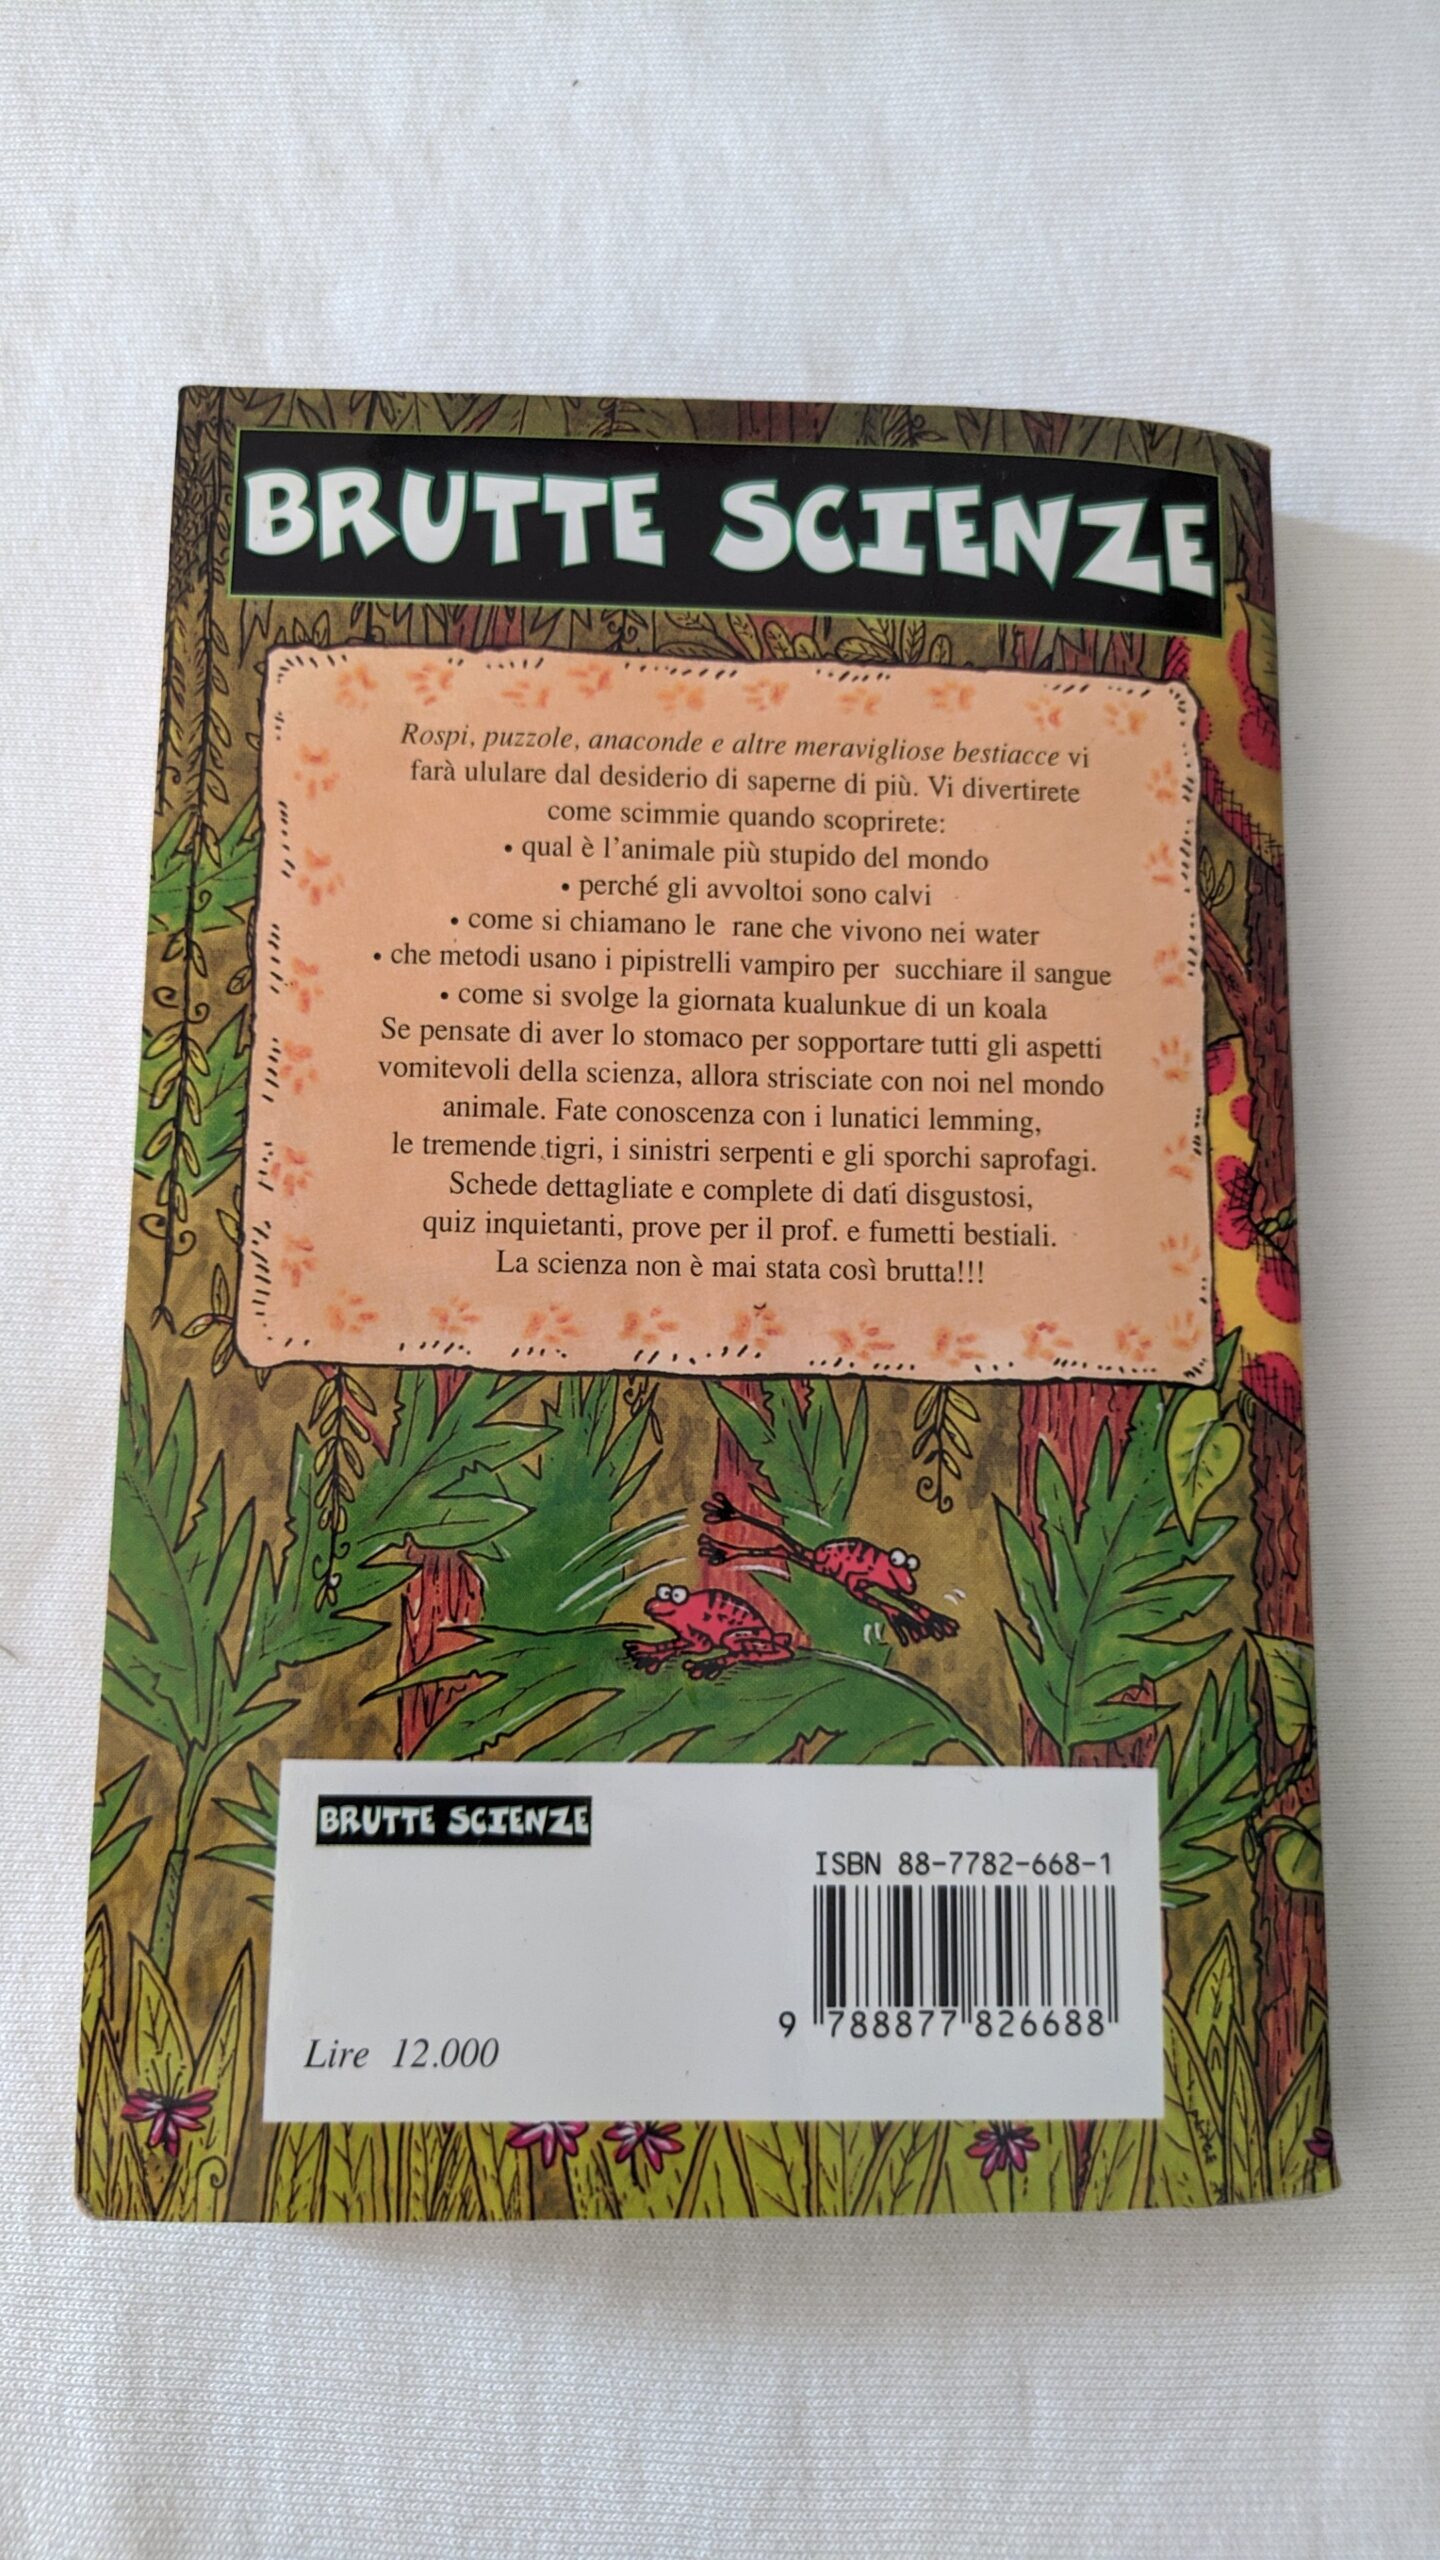 BRUTTE SCIENZE
Rospi, puzzole, anaconde e altre meravigliose bestiacce vi
farà ululare dal desiderio di saperne di più. Vi divertirete
come scimmie quando scoprirete:
• qual è l'animale più stupido del mondo
• perché gli avvoltoi sono calvi
• come si chiamano le rane che vivono nei water
• che metodi usano i pipistrelli vampiro per succhiare il sangue
• come si svolge la giornata kualunkue di un koala
Se pensate di aver lo stomaco per sopportare tutti gli aspetti
vomitevoli della scienza, allora strisciate con noi nel mondo
animale. Fate conoscenza con i lunatici lemming,
le tremende tigri, i sinistri serpenti e gli sporchi saprofagi.
Schede dettagliate e complete di dati disgustosi,
quiz inquietanti, prove per il prof. e fumetti bestiali.
La scienza non è mai stata così brutta!!!
BRUTTE SCIENZE
ISBN 88-7782-668-1
9 788877 826688
Lire 12.000